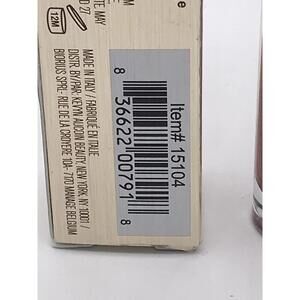 12M
MADE IN ITALY / FABRIQUÉ EN ITALIE
DISTR. BY/PAR: KEVYN AUCOIN BEAUTY, NEW YORK, NY 10001 /
BIORIUS SPRL- RUE DE LA CROYERE 10A- 7170 MANAGE BELGIUM
Item# 15104
8 36622 00791 8